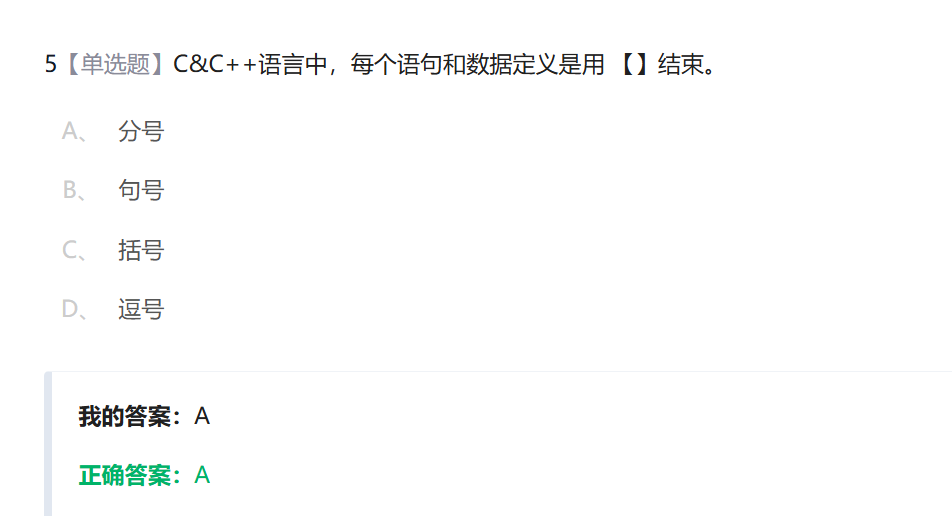 5【单选题】C&C++语言中，每个语句和数据定义是用 【 】结束。
A、 分号
B、 句号
C、 括号
D、 逗号
我的答案：A
正确答案：A